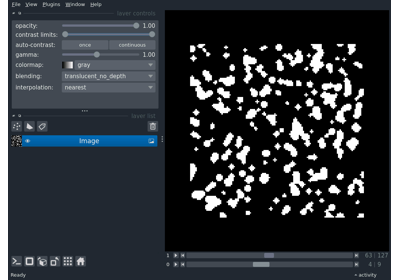 File View Plugins Window Help
layer controls
opacity: 1.00
contrast limits:
auto-contrast: once continuous
gamma: 1.00
colormap: gray
blending: translucent_no_depth
interpolation: nearest
layer list
Image
1 63 127
0 4 9
Ready activity